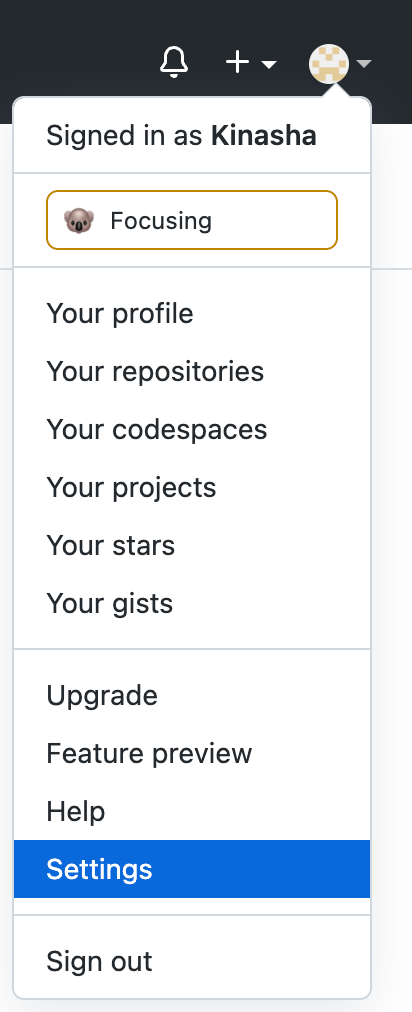 Signed in as Kinasha
Focusing
Your profile
Your repositories
Your codespaces
Your projects
Your stars
Your gists
Upgrade
Feature preview
Help
Settings
Sign out